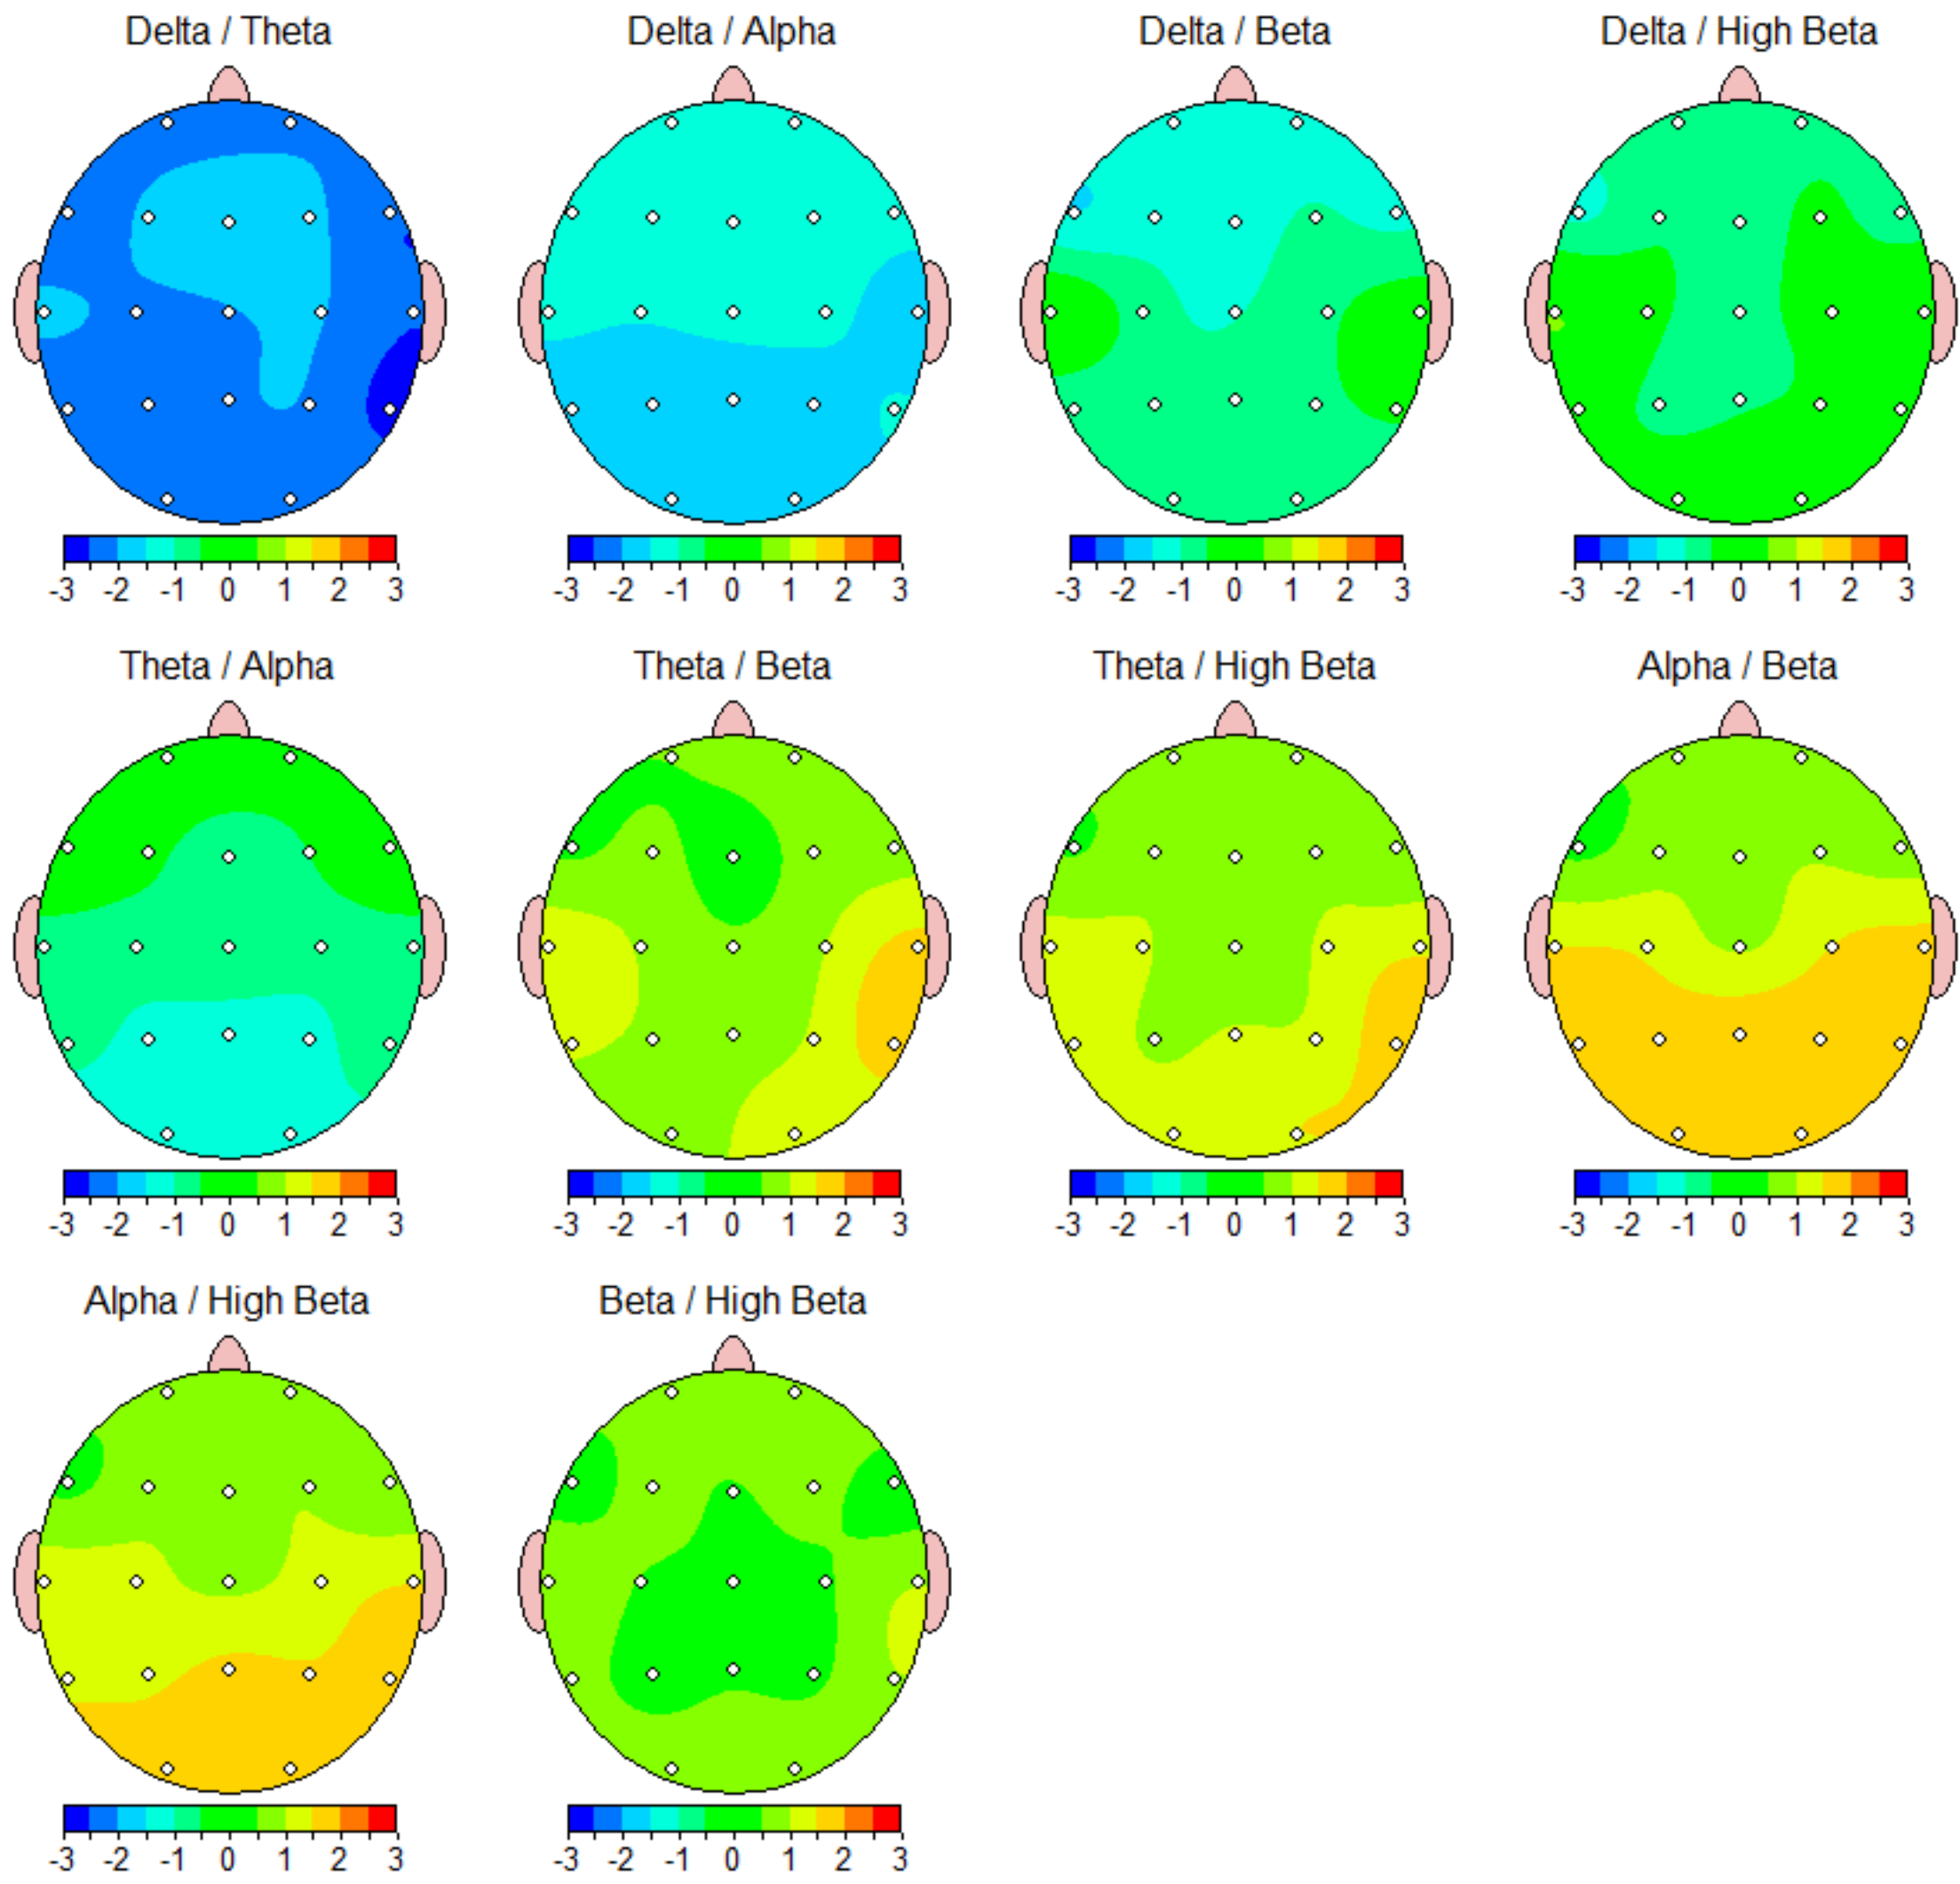 Delta / Theta Delta / Alpha Delta / Beta Delta / High Beta
-3 -2 -1 0 1 2 3 -3 -2 -1 0 1 2 3 -3 -2 -1 0 1 2 3 -3 -2 -1 0 1 2 3
Theta / Alpha Theta / Beta Theta / High Beta Alpha / Beta
-3 -2 -1 0 1 2 3 -3 -2 -1 0 1 2 3 -3 -2 -1 0 1 2 3 -3 -2 -1 0 1 2 3
Alpha / High Beta Beta / High Beta
-3 -2 -1 0 1 2 3 -3 -2 -1 0 1 2 3